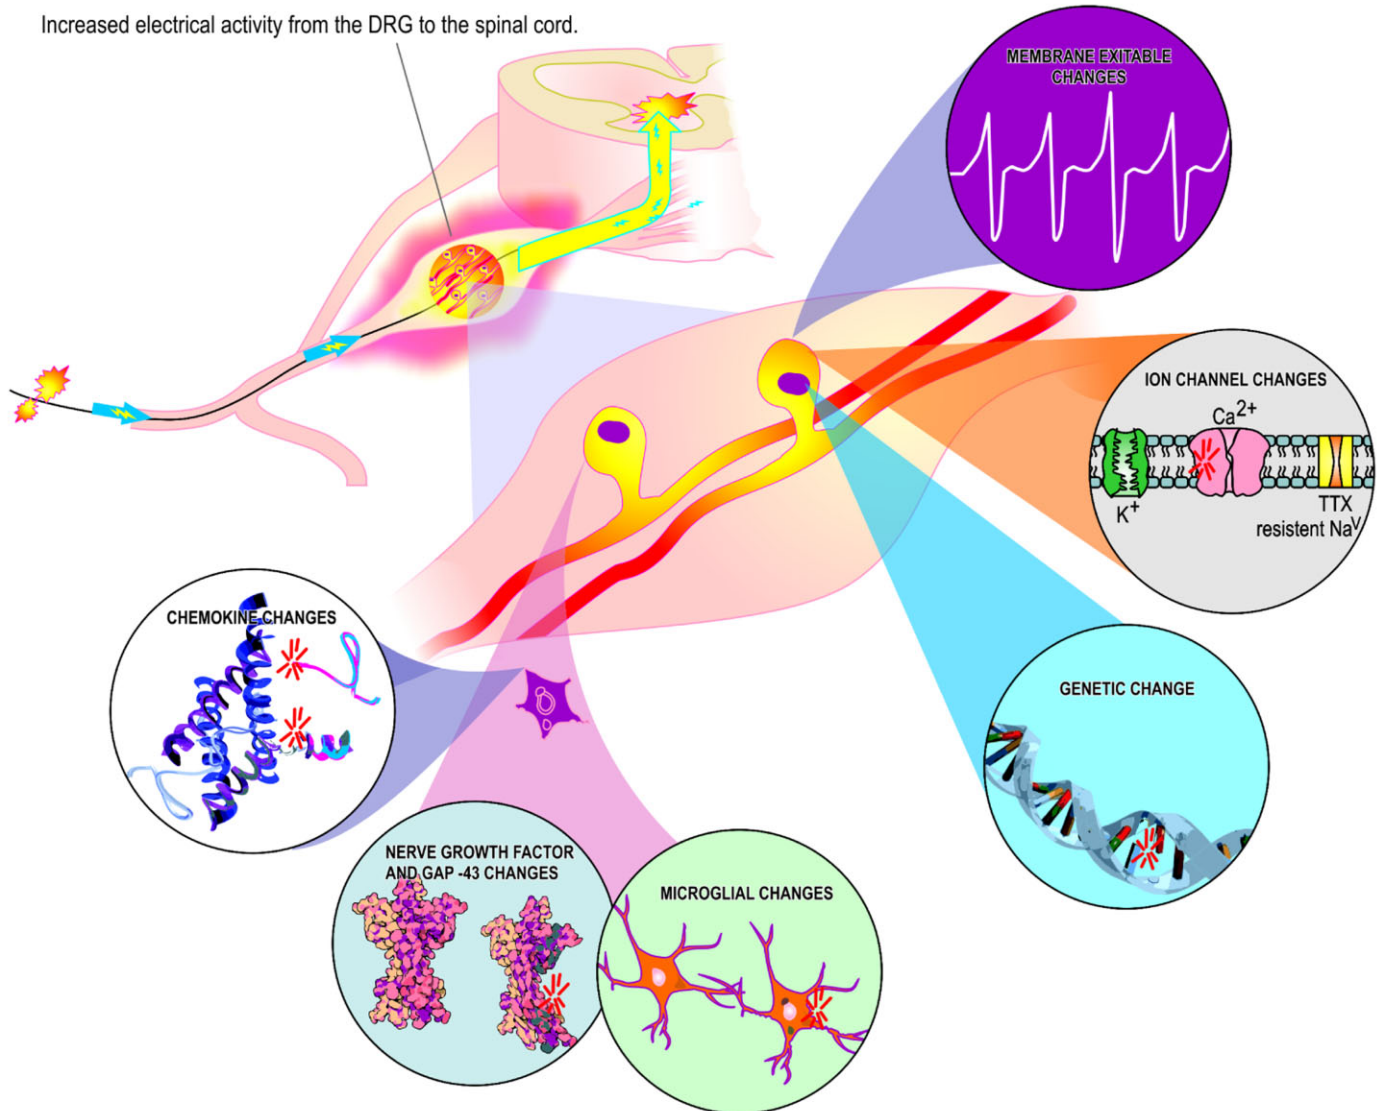 Increased electrical activity from the DRG to the spinal cord.
MEMBRANE EXITABLE
CHANGES
ION CHANNEL CHANGES
Ca2+
K+
TTX
resistent NaV
GENETIC CHANGE
CHEMOKINE CHANGES
NERVE GROWTH FACTOR
AND GAP -43 CHANGES
MICROGLIAL CHANGES